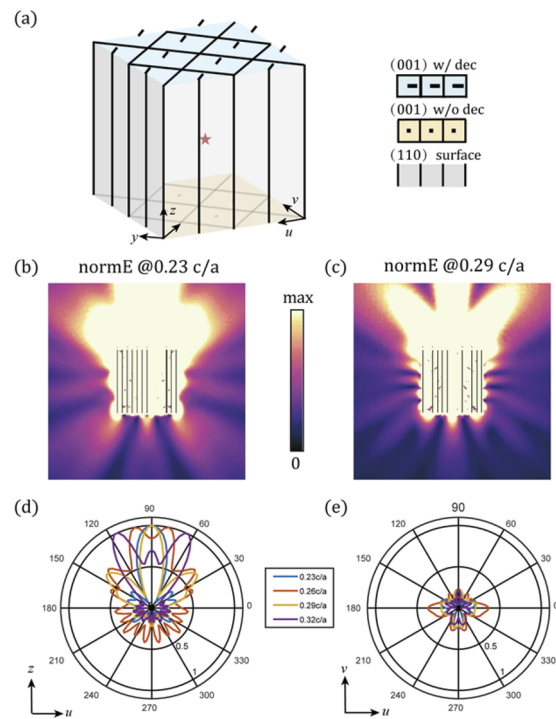 (a)
(001) w/ dec
(001) w/o dec
(110) surface
z
y
v
u
(b)
normE @0.23 c/a
(c)
normE @0.29 c/a
max
0
(d)
90
120
60
150
30
180
0
210
330
240
300
270
0.5
1
z
u
0.23c/a
0.26c/a
0.29c/a
0.32c/a
(e)
90
120
60
150
30
180
0
210
330
240
300
270
0.5
1
v
u